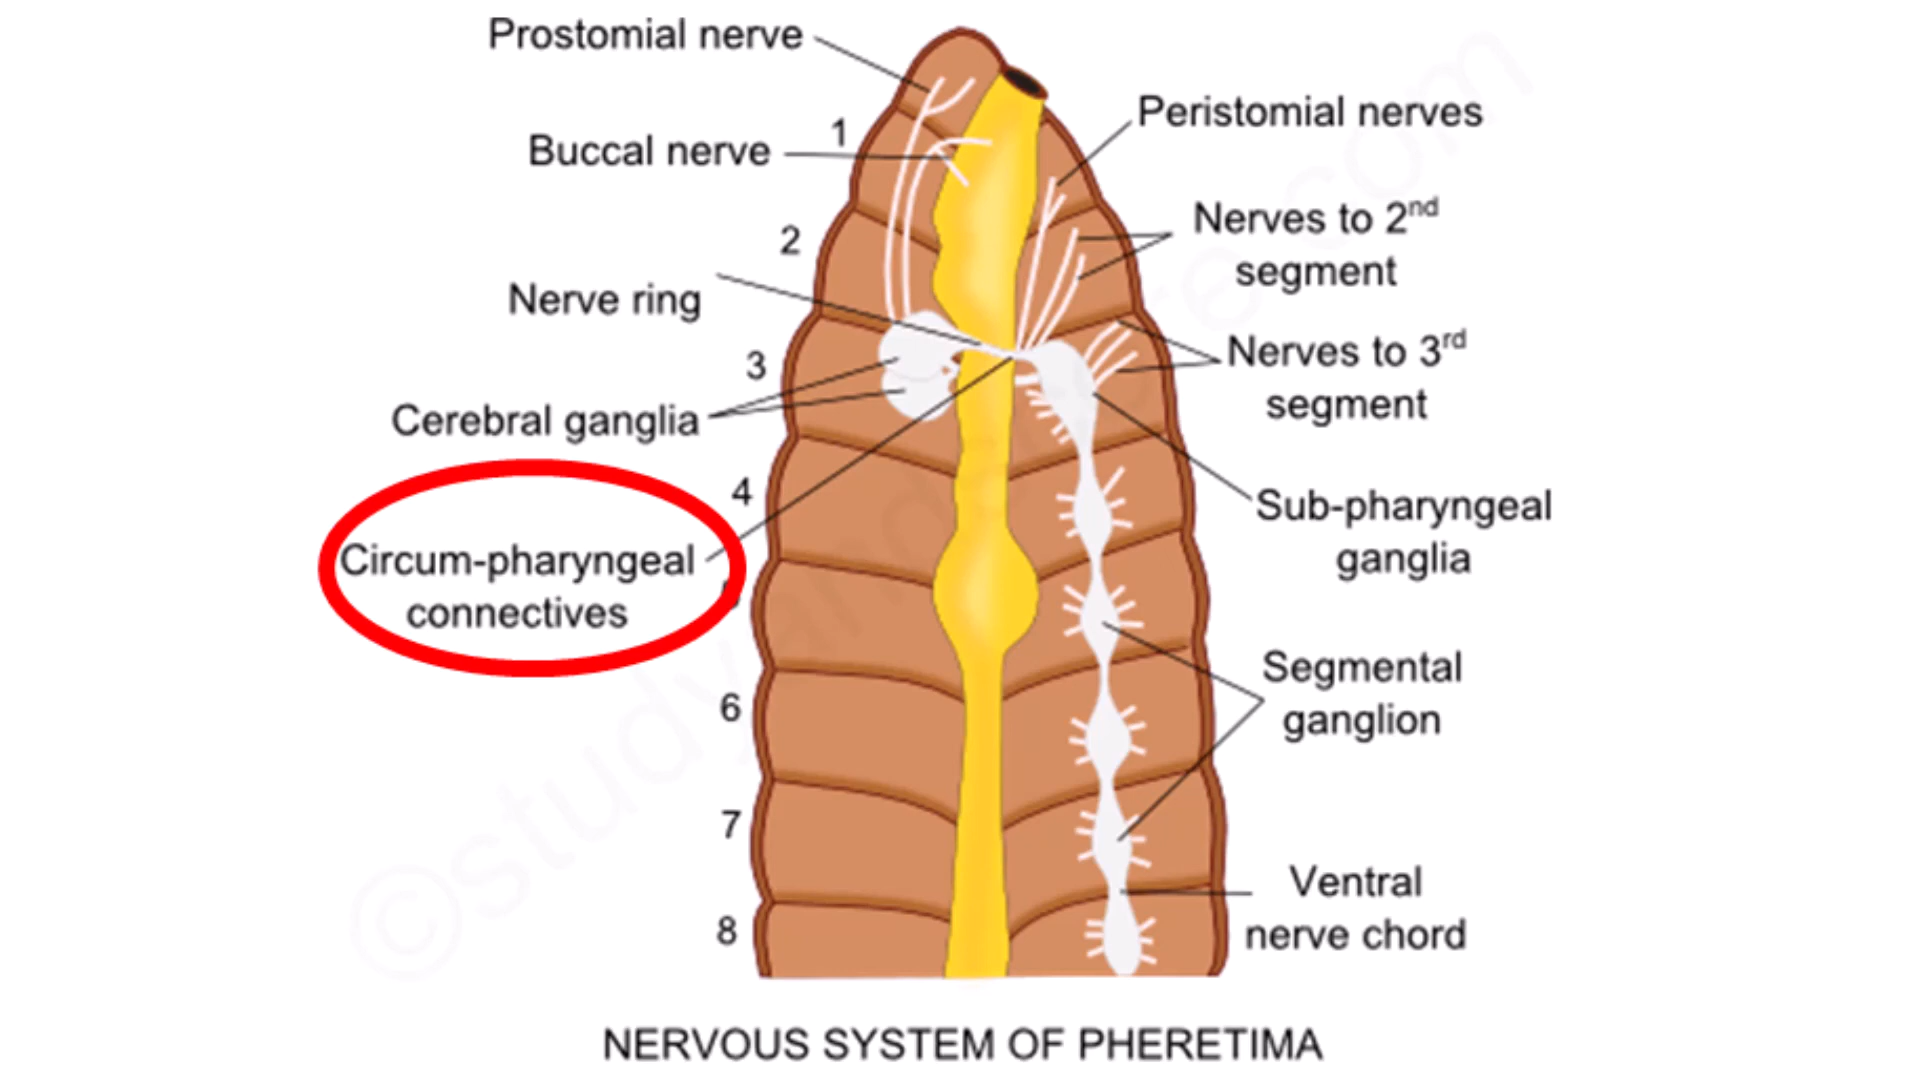 Prostomial nerve
Peristomial nerves
1
Buccal nerve
Nerves to 2nd
segment
2
Nerve ring
Nerves to 3rd
segment
3
Cerebral ganglia
4
Sub-pharyngeal
ganglia
Circum-pharyngeal
connectives
Segmental
ganglion
6
7
Ventral
nerve chord
8
NERVOUS SYSTEM OF PHERETIMA